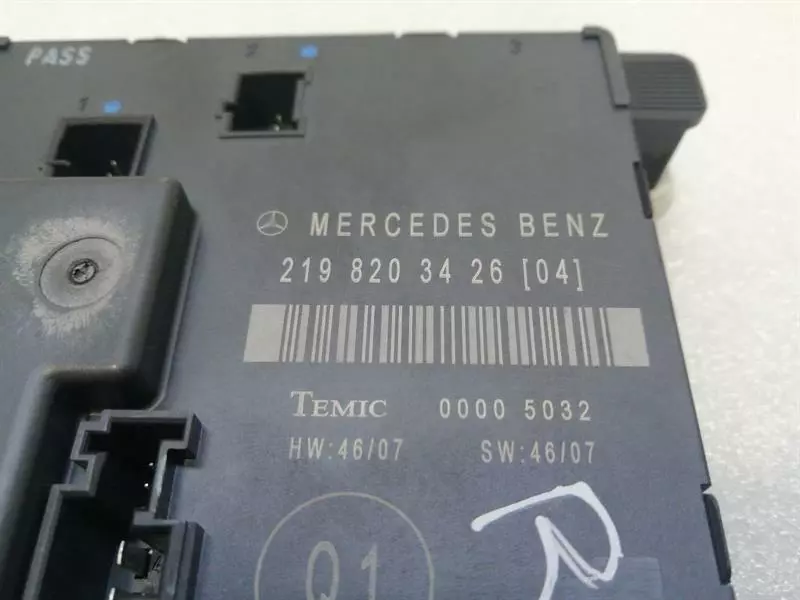 PASS
1
2
3
MERCEDES BENZ
219 820 34 26 [04]
TEMIC 0000 5032
HW:46/07 SW:46/07
Q1
R